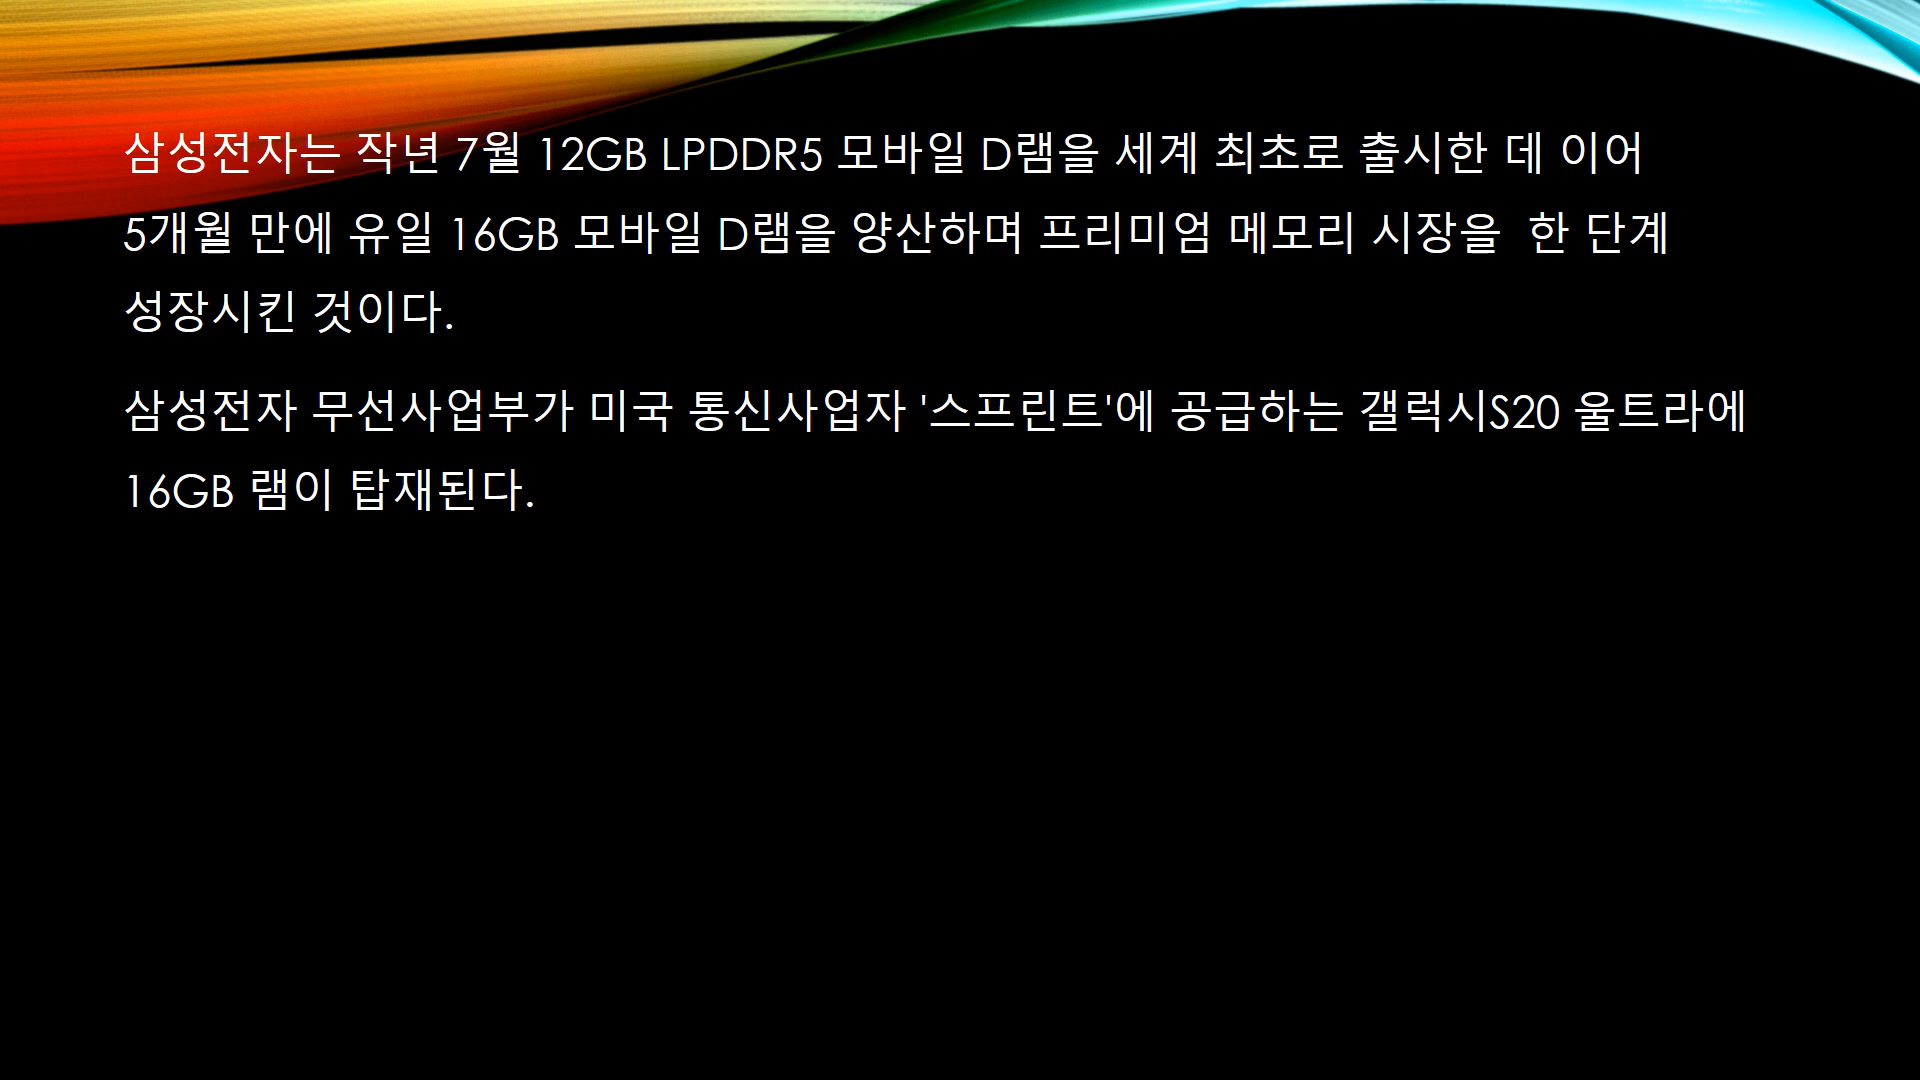 삼성전자는 작년 7월 12GB LPDDR5 모바일 D램을 세계 최초로 출시한 데 이어
5개월 만에 유일 16GB 모바일 D램을 양산하며 프리미엄 메모리 시장을  한 단계
성장시킨 것이다.
삼성전자 무선사업부가 미국 통신사업자 '스프린트'에 공급하는 갤럭시S20 울트라에
16GB 램이 탑재된다.